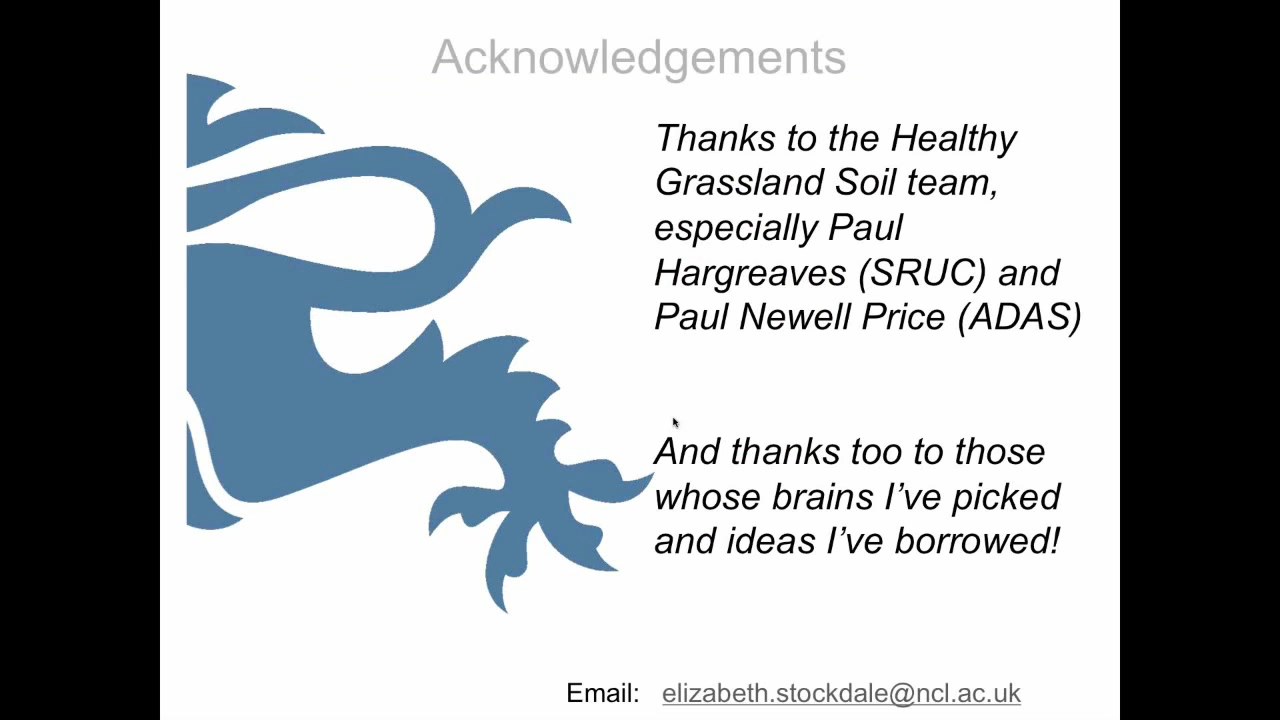 Acknowledgements
Thanks to the Healthy
Grassland Soil team,
especially Paul
Hargreaves (SRUC) and
Paul Newell Price (ADAS)
And thanks too to those
whose brains I’ve picked
and ideas I’ve borrowed!
Email: elizabeth.stockdale@ncl.ac.uk